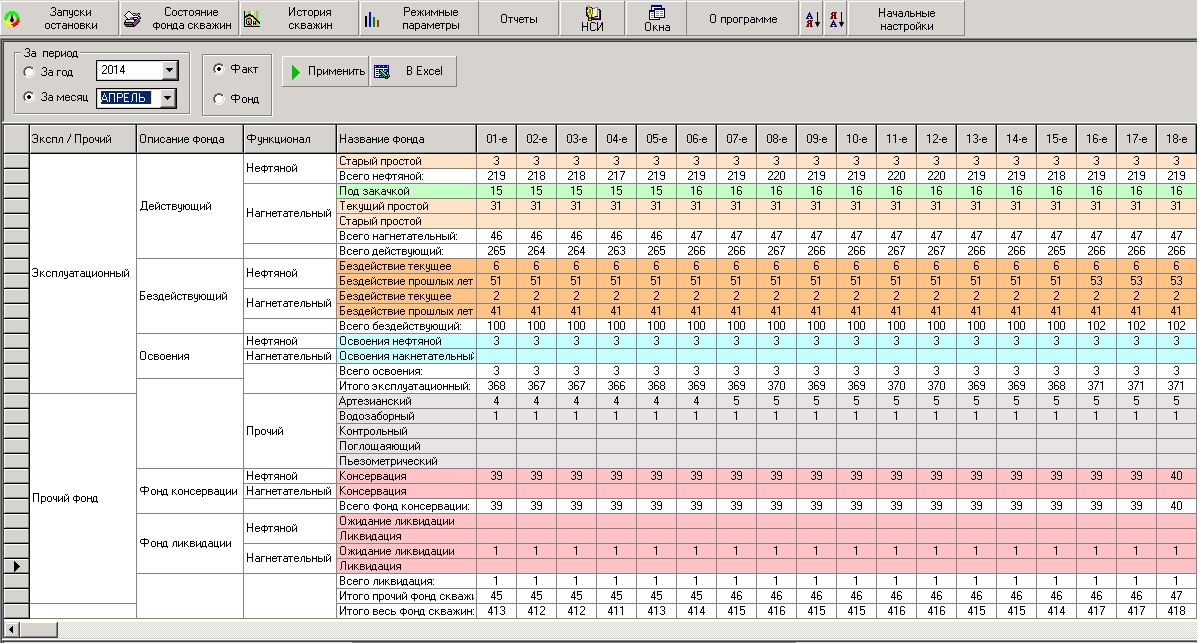 Запуски остановки
Состояние фонда скважин
История скважин
Режимные параметры
Отчеты
НСИ
Окна
О программе
А Я
Я А
Начальные настройки
За период
За год 2014
За месяц АПРЕЛЬ
Факт
Фонд
Применить
В Excel
Экспл / Прочий Описание фонда Функционал Название фонда 01-е 02-е 03-е 04-е 05-е 06-е 07-е 08-е 09-е 10-е 11-е 12-е 13-е 14-е 15-е 16-е 17-е 18-е
Эксплуатационный Действующий Нефтяной Старый простой 3 3 3 3 3 3 3 3 3 3 3 3 3 3 3 3 3 3
Всего нефтяной: 219 218 218 217 219 219 219 220 219 219 220 220 219 219 218 219 219 219
Нагнетательный Под закачкой 15 15 15 15 15 16 16 16 16 16 16 16 16 16 16 16 16 16
Текущий простой 31 31 31 31 31 31 31 31 31 31 31 31 31 31 31 31 31 31
Старый простой
Всего нагнетательный: 46 46 46 46 46 47 47 47 47 47 47 47 47 47 47 47 47 47
Всего действующий: 265 264 264 263 265 266 266 267 266 266 267 267 266 266 265 266 266 266
Бездействующий Нефтяной Бездействие текущее 6 6 6 6 6 6 6 6 6 6 6 6 6 6 6 6 6 6
Бездействие прошлых лет 51 51 51 51 51 51 51 51 51 51 51 51 51 51 51 53 53 53
Нагнетательный Бездействие текущее 2 2 2 2 2 2 2 2 2 2 2 2 2 2 2 2 2 2
Бездействие прошлых лет 41 41 41 41 41 41 41 41 41 41 41 41 41 41 41 41 41 41
Всего бездействующий: 100 100 100 100 100 100 100 100 100 100 100 100 100 100 100 102 102 102
Освоения Нефтяной Освоения нефтяной 3 3 3 3 3 3 3 3 3 3 3 3 3 3 3 3 3 3
Нагнетательный Освоения накнетательный
Всего освоения: 3 3 3 3 3 3 3 3 3 3 3 3 3 3 3 3 3 3
Итого эксплуатационный: 368 367 367 366 368 369 369 370 369 369 370 370 369 369 368 371 371 371
Прочий фонд Прочий Артезианский 4 4 4 4 4 4 5 5 5 5 5 5 5 5 5 5 5 5
Водозаборный 1 1 1 1 1 1 1 1 1 1 1 1 1 1 1 1 1 1
Контрольный
Поглощаяющий
Пьезометрический
Фонд консервации Нефтяной Консервация 39 39 39 39 39 39 39 39 39 39 39 39 39 39 39 39 39 40
Нагнетательный Консервация
Всего фонд консервации: 39 39 39 39 39 39 39 39 39 39 39 39 39 39 39 39 39 40
Фонд ликвидации Нефтяной Ожидание ликвидации
Ликвидация
Нагнетательный Ожидание ликвидации 1 1 1 1 1 1 1 1 1 1 1 1 1 1 1 1 1 1
Ликвидация
Всего ликвидация: 1 1 1 1 1 1 1 1 1 1 1 1 1 1 1 1 1 1
Итого прочий фонд скважи 45 45 45 45 45 45 46 46 46 46 46 46 46 46 46 46 46 47
Итого весь фонд скважин: 413 412 412 411 413 414 415 416 415 415 416 416 415 415 414 417 417 418